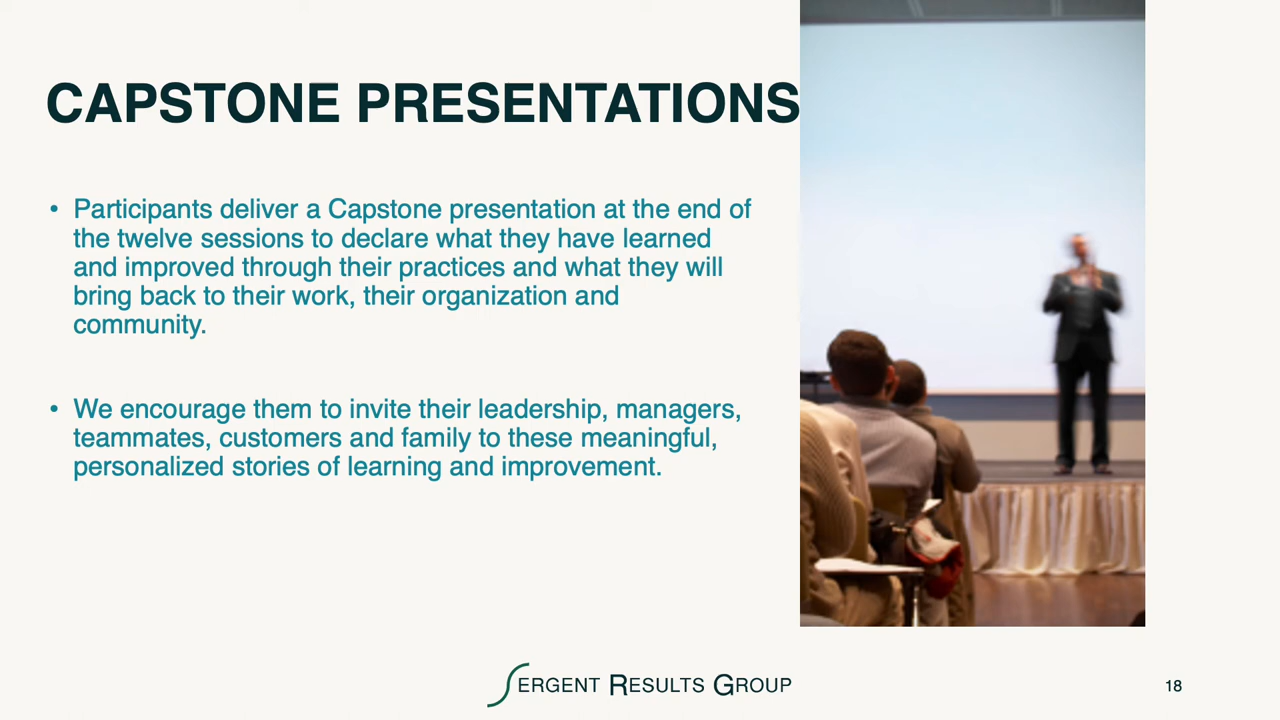 CAPSTONE PRESENTATIONS
• Participants deliver a Capstone presentation at the end of
the twelve sessions to declare what they have learned
and improved through their practices and what they will
bring back to their work, their organization and
community.
• We encourage them to invite their leadership, managers,
teammates, customers and family to these meaningful,
personalized stories of learning and improvement.
SERGENT RESULTS GROUP
18